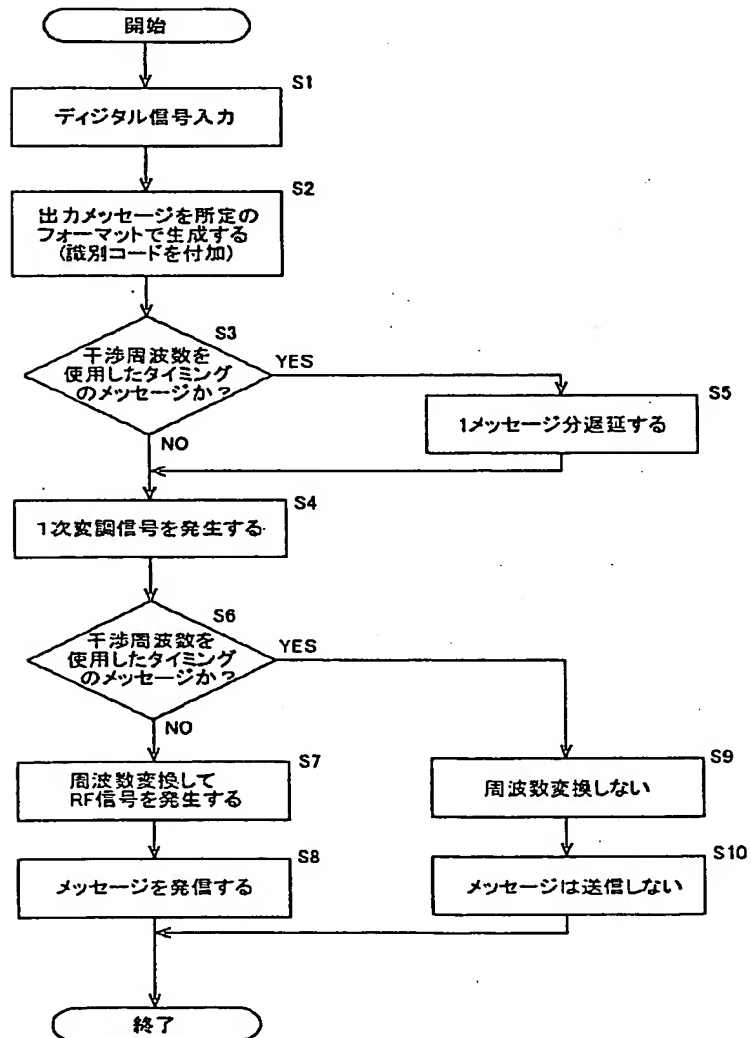 開始
S1
ディジタル信号入力
S2
出力メッセージを所定の
フォーマットで生成する
(識別コードを付加)
S3
干渉周波数を
使用したタイミング
のメッセージか?
YES
NO
S5
1メッセージ分遅延する
S4
1次変調信号を発生する
S6
干渉周波数を
使用したタイミング
のメッセージか?
YES
NO
S7
周波数変換して
RF信号を発生する
S9
周波数変換しない
S8
メッセージを発信する
S10
メッセージは送信しない
終了